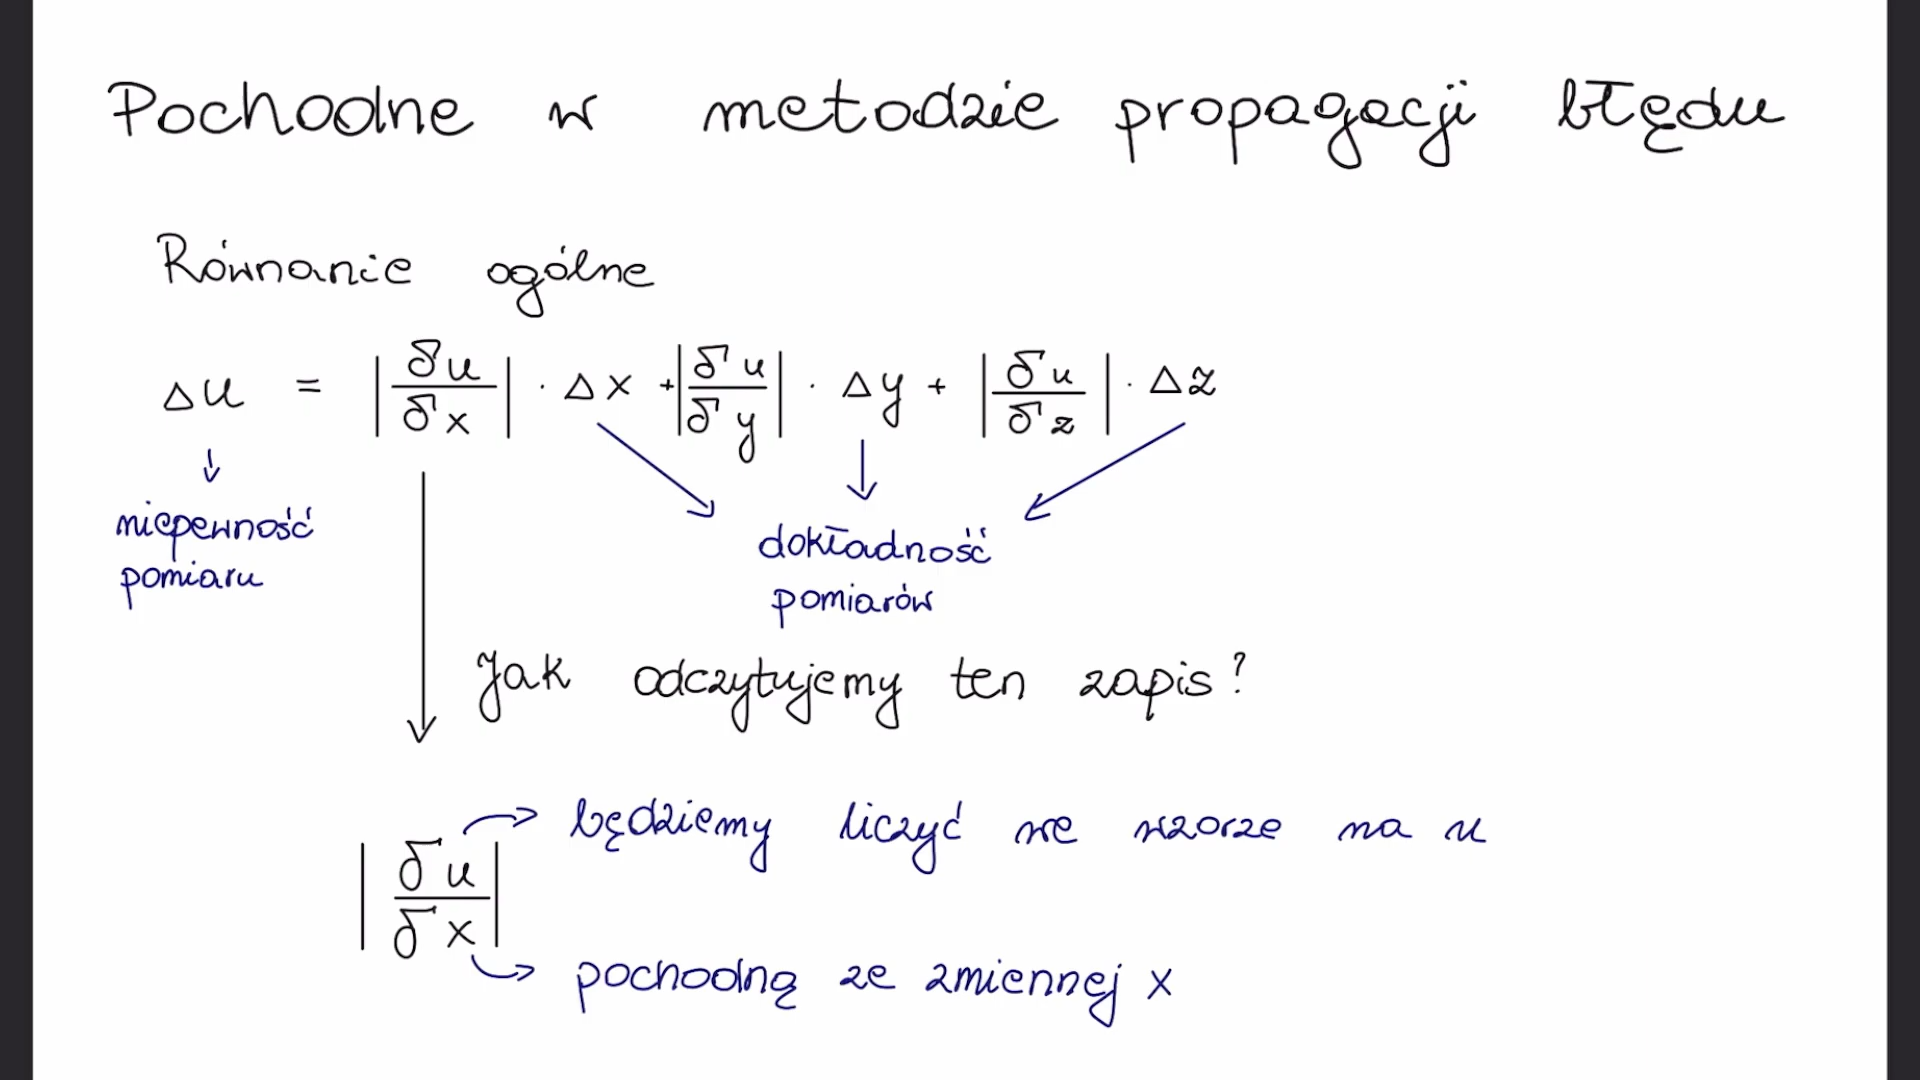 Pochodne w metodzie propagacji błędu
Równanie ogólne
Δu = |δu/δx| · Δx + |δu/δy| · Δy + |δu/δz| · Δz
niepewność
pomiaru
dokładność
pomiarów
Jak odczytujemy ten zapis?
będziemy liczyć we wzorze na u
|δu/δx|
pochodną ze zmiennej x